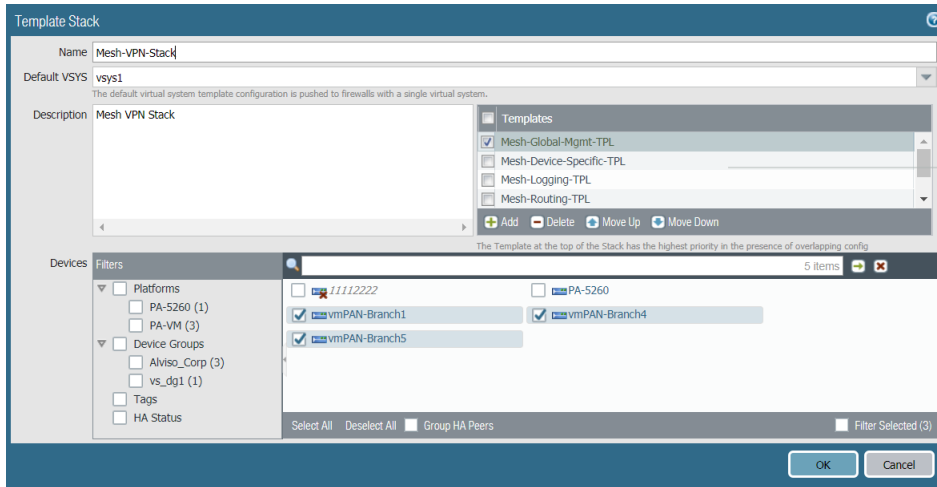 Template Stack
Name Mesh-VPN-Stack
Default VSYS vsys1
The default virtual system template configuration is pushed to firewalls with a single virtual system.
Description Mesh VPN Stack
Templates
Mesh-Global-Mgmt-TPL
Mesh-Device-Specific-TPL
Mesh-Logging-TPL
Mesh-Routing-TPL
Add Delete Move Up Move Down
The Template at the top of the Stack has the highest priority in the presence of overlapping config
Devices Filters
5 items
Platforms
PA-5260 (1)
PA-VM (3)
Device Groups
Alviso_Corp (3)
vs_dg1 (1)
Tags
HA Status
11112222 PA-5260
vmPAN-Branch1 vmPAN-Branch4
vmPAN-Branch5
Select All Deselect All Group HA Peers Filter Selected (3)
OK Cancel